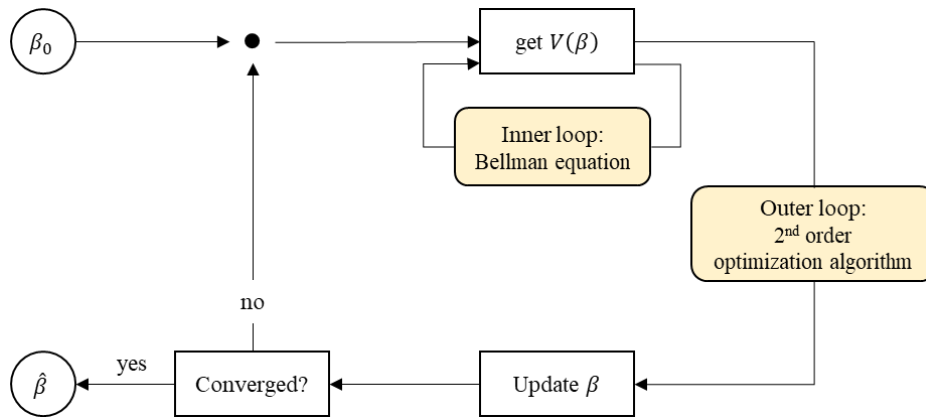 β₀
get V(β)
Inner loop:
Bellman equation
Outer loop:
2ⁿᵈ order
optimization algorithm
no
yes
β̂
Converged?
Update β